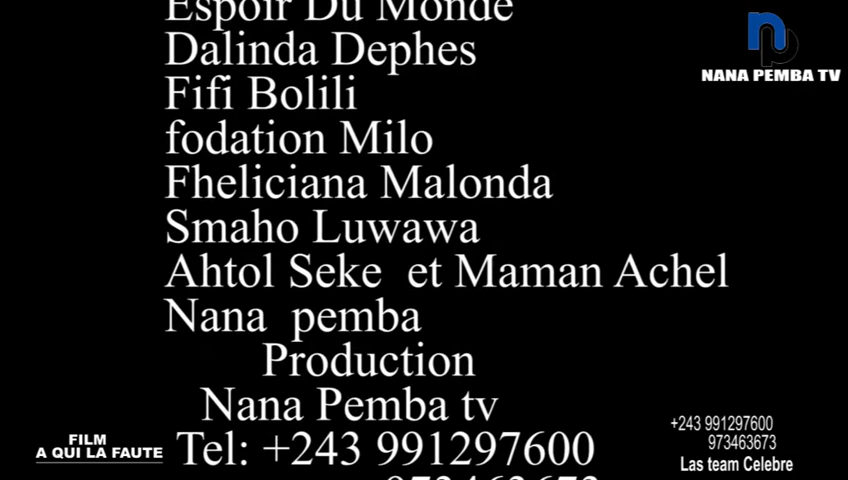 Espoir Du Monde
Dalinda Dephes
Fifi Bolili
fodation Milo
Fheliciana Malonda
Smaho Luwawa
Ahtol Seke et Maman Achel
Nana pemba
Production
Nana Pemba tv
Tel: +243 991297600
973463673
np
NANA PEMBA TV
FILM
A QUI LA FAUTE
+243 991297600
973463673
Las team Celebre